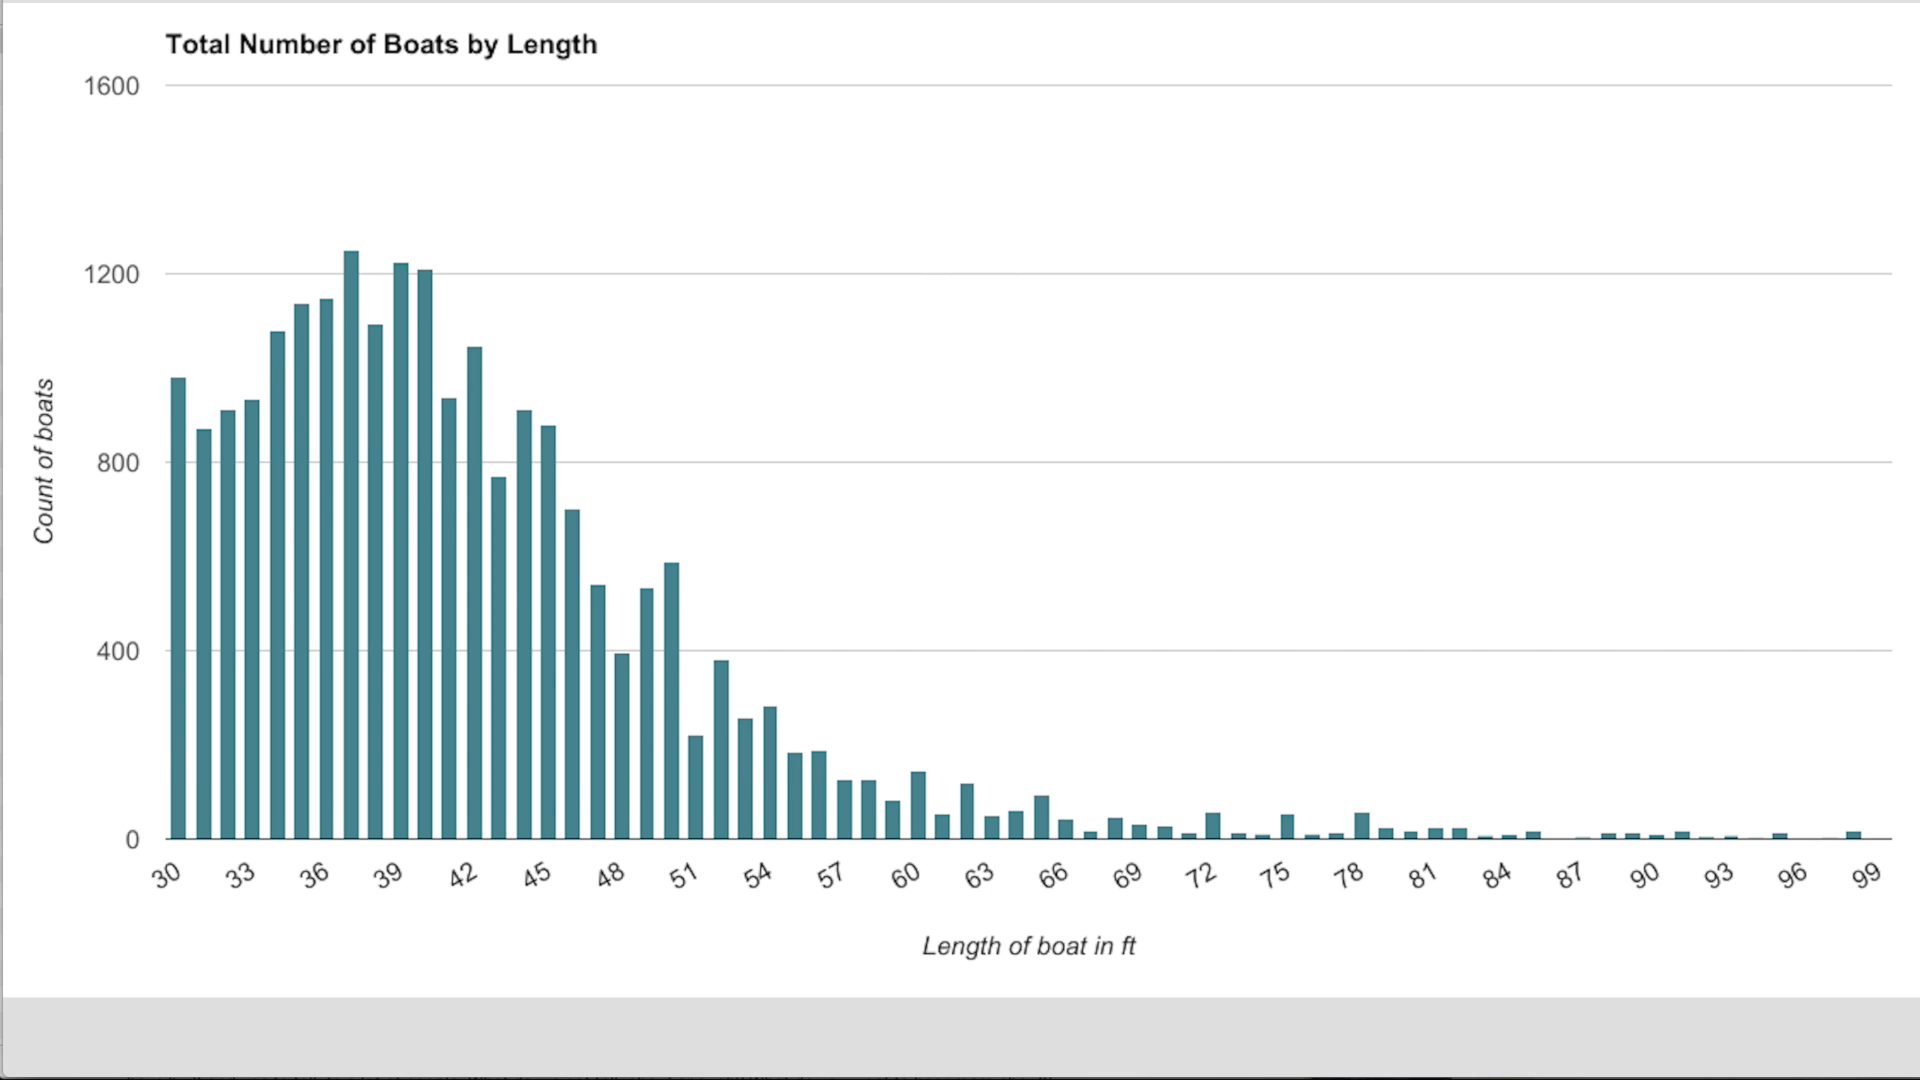 Total Number of Boats by Length
1600
1200
800
400
0
Count of boats
30 33 36 39 42 45 48 51 54 57 60 63 66 69 72 75 78 81 84 87 90 93 96 99
Length of boat in ft